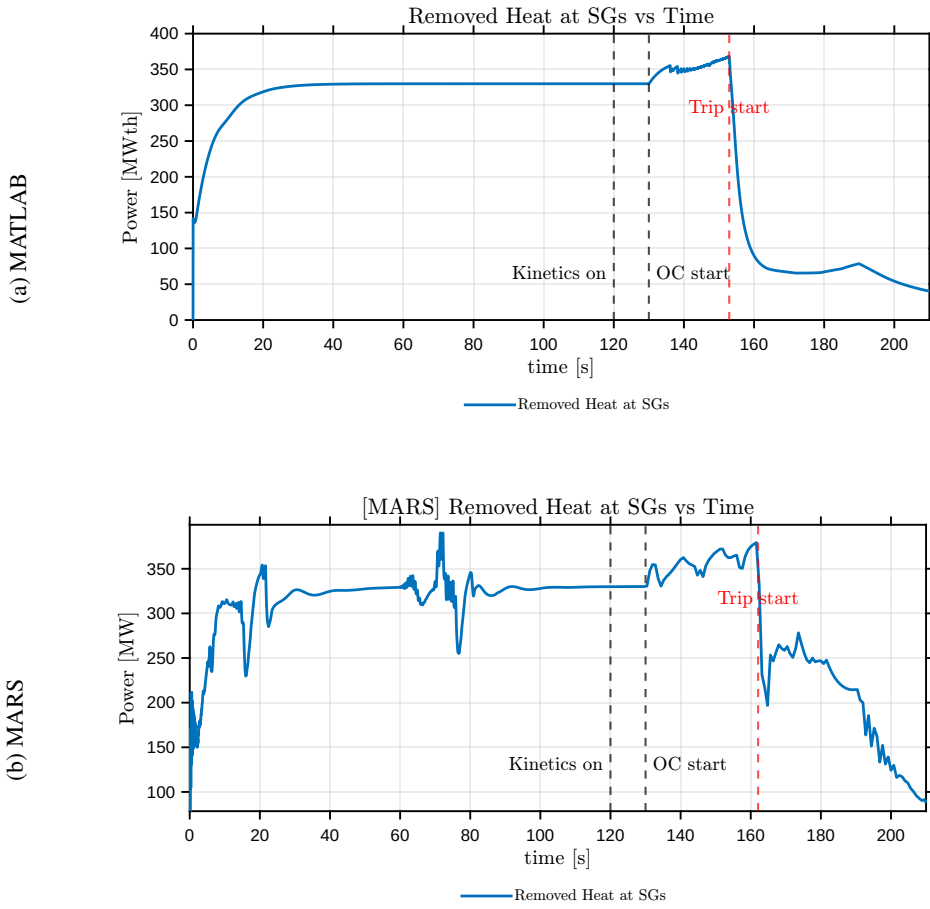 Removed Heat at SGs vs Time
400
350
300
250
200
150
100
50
0
Power [MWth]
(a) MATLAB
Trip start
Kinetics on
OC start
0 20 40 60 80 100 120 140 160 180 200
time [s]
Removed Heat at SGs
[MARS] Removed Heat at SGs vs Time
350
300
250
200
150
100
Power [MW]
(b) MARS
Trip start
Kinetics on
OC start
0 20 40 60 80 100 120 140 160 180 200
time [s]
Removed Heat at SGs